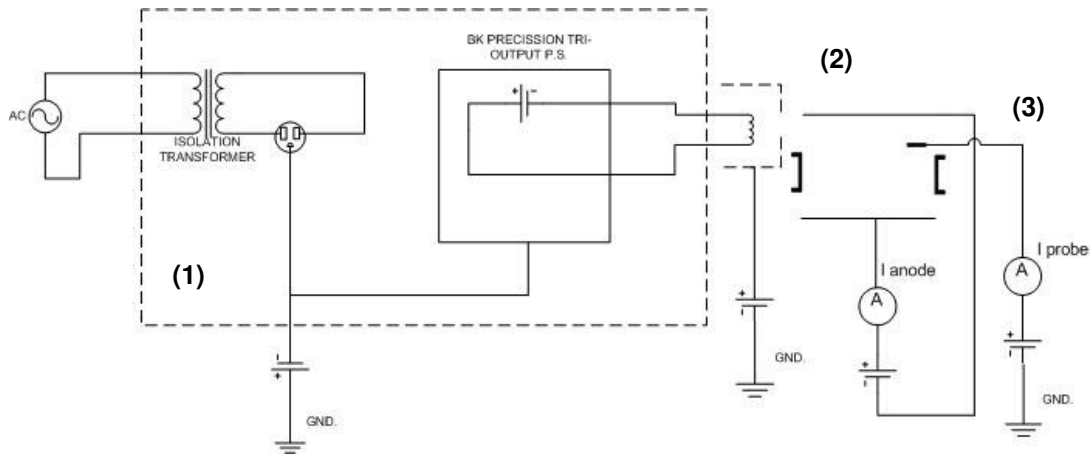 BK PRECISSION TRI-
OUTPUT P.S.
(2)
(3)
AC
+
-
ISOLATION
TRANSFORMER
(1)
I probe
A
I anode
A
+
-
+
-
+
-
+
-
-
+
GND.
GND.
GND.